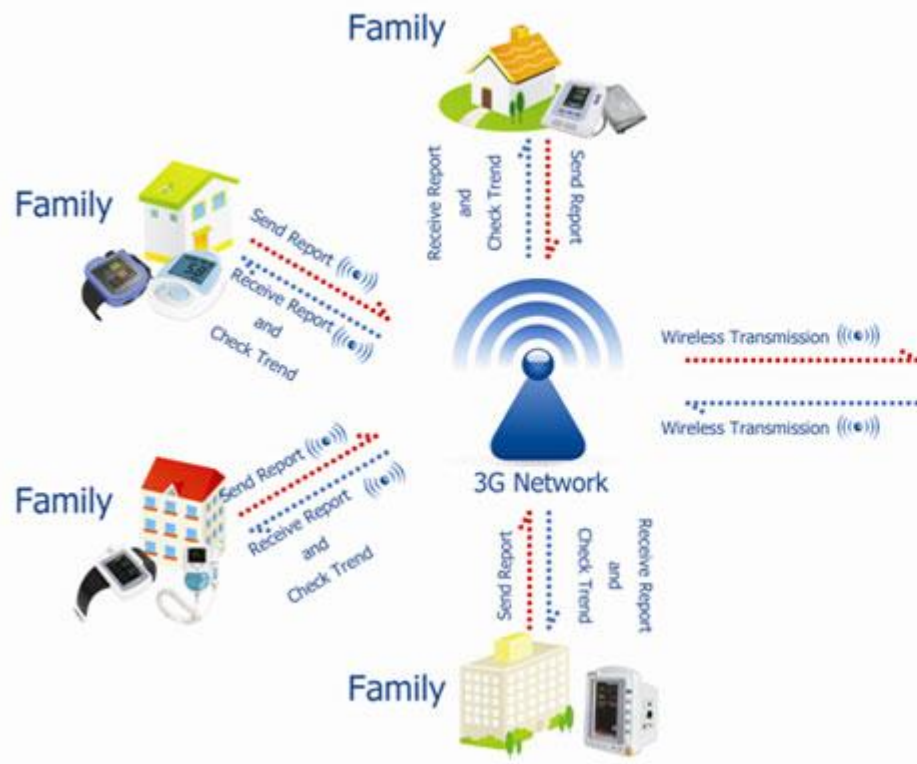 Family
Receive Report
and
Check Trend
Send Report
Family
Send Report
Receive Report
and
Check Trend
58
Wireless Transmission
Wireless Transmission
3G Network
Family
Send Report
Receive Report
and
Check Trend
Send Report
Check Trend
and
Receive Report
Family